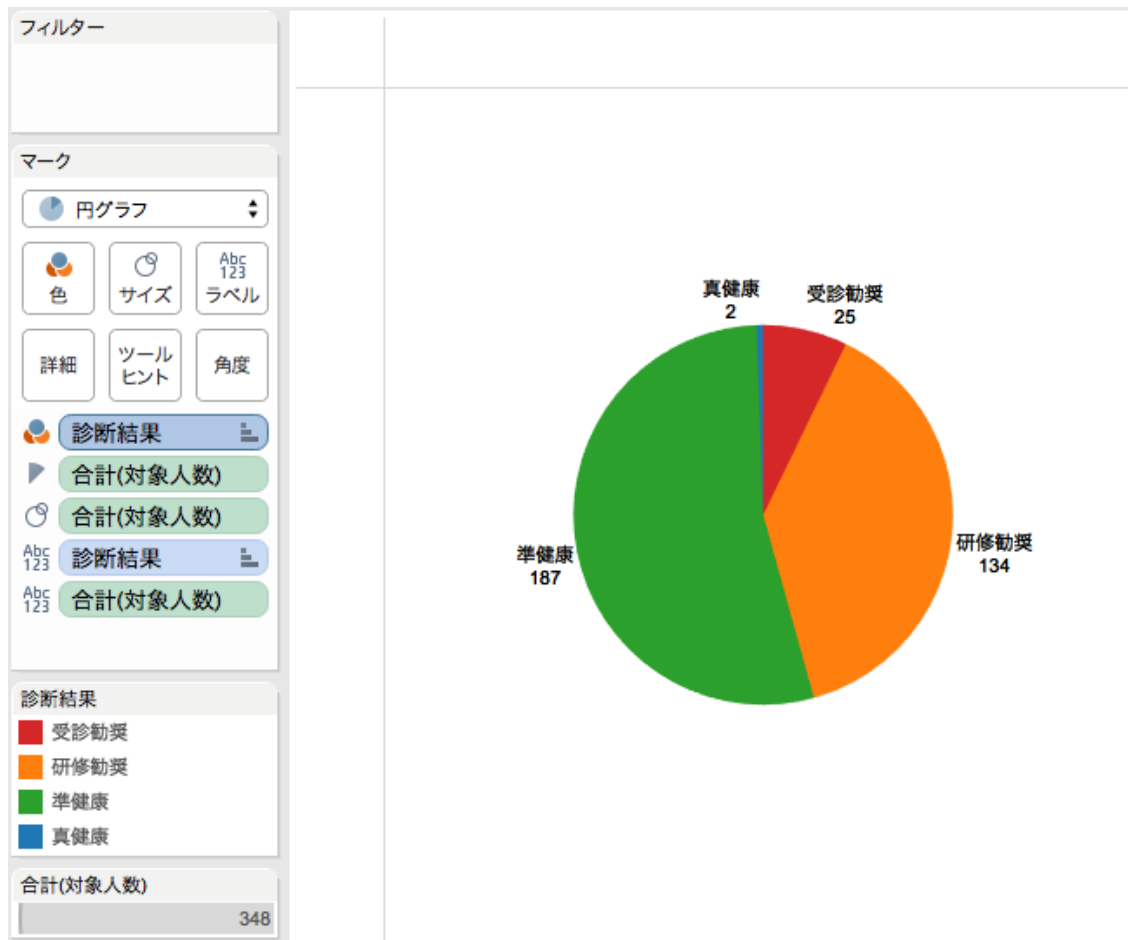 フィルター
マーク
円グラフ
色
サイズ
Abc
123
ラベル
詳細
ツール
ヒント
角度
診断結果
合計(対象人数)
合計(対象人数)
Abc
123
診断結果
Abc
123
合計(対象人数)
診断結果
受診勧奨
研修勧奨
準健康
真健康
合計(対象人数)
348
真健康
2
受診勧奨
25
研修勧奨
134
準健康
187